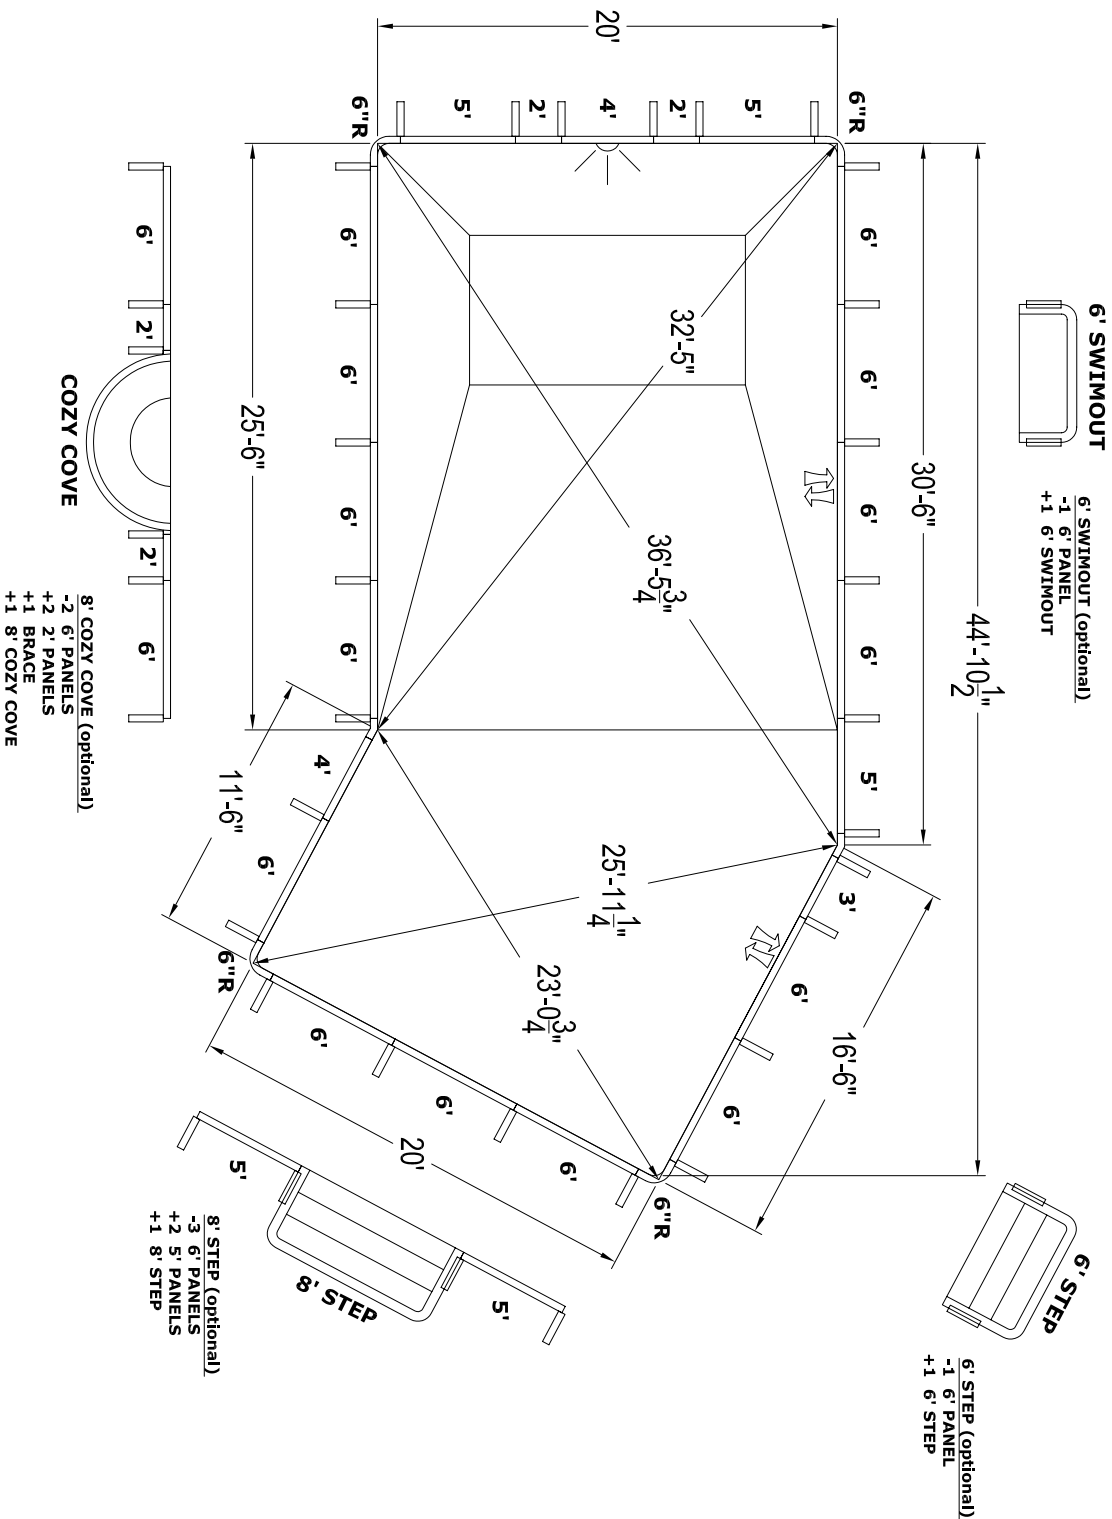 6' SWIMOUT
6' SWIMOUT (optional)
-1 6' PANEL
+1 6' SWIMOUT
6' STEP
6' STEP (optional)
-1 6' PANEL
+1 6' STEP
44'-10 1/2"
30'-6"
6"R
6'
6'
6'
6'
5'
3'
6'
6'
16'-6"
6"R
20'
5'
2'
4'
2'
5'
32'-5"
36'-5 3/4"
25'-11 1/4"
23'-0 3/4"
6"R
6'
6'
6'
6'
4'
6'
6"R
6'
6'
6'
20'
25'-6"
11'-6"
6'
2'
2'
6'
COZY COVE
8' COZY COVE (optional)
-2 6' PANELS
+2 2' PANELS
+1 BRACE
+1 8' COZY COVE
5'
5'
8' STEP
8' STEP (optional)
-3 6' PANELS
+2 5' PANELS
+1 8' STEP